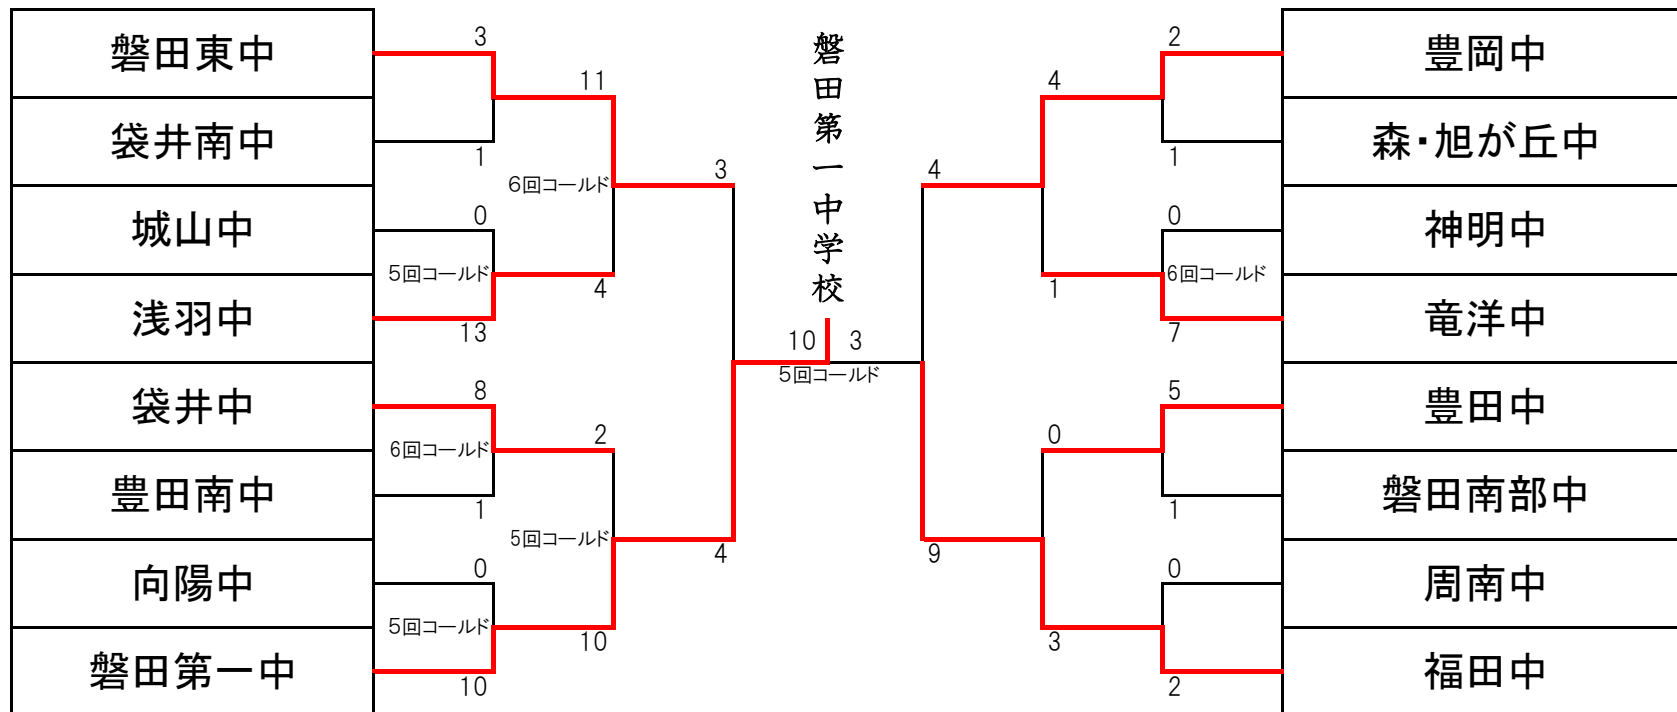 磐田東中
袋井南中
城山中
浅羽中
袋井中
豊田南中
向陽中
磐田第一中
3
1
0
5回コールド
13
8
6回コールド
1
0
5回コールド
10
11
6回コールド
4
2
5回コールド
10
3
4
磐田第一中学校
10 3
5回コールド
4
9
4
1
0
3
2
1
0
6回コールド
7
5
1
0
2
豊岡中
森・旭が丘中
神明中
竜洋中
豊田中
磐田南部中
周南中
福田中